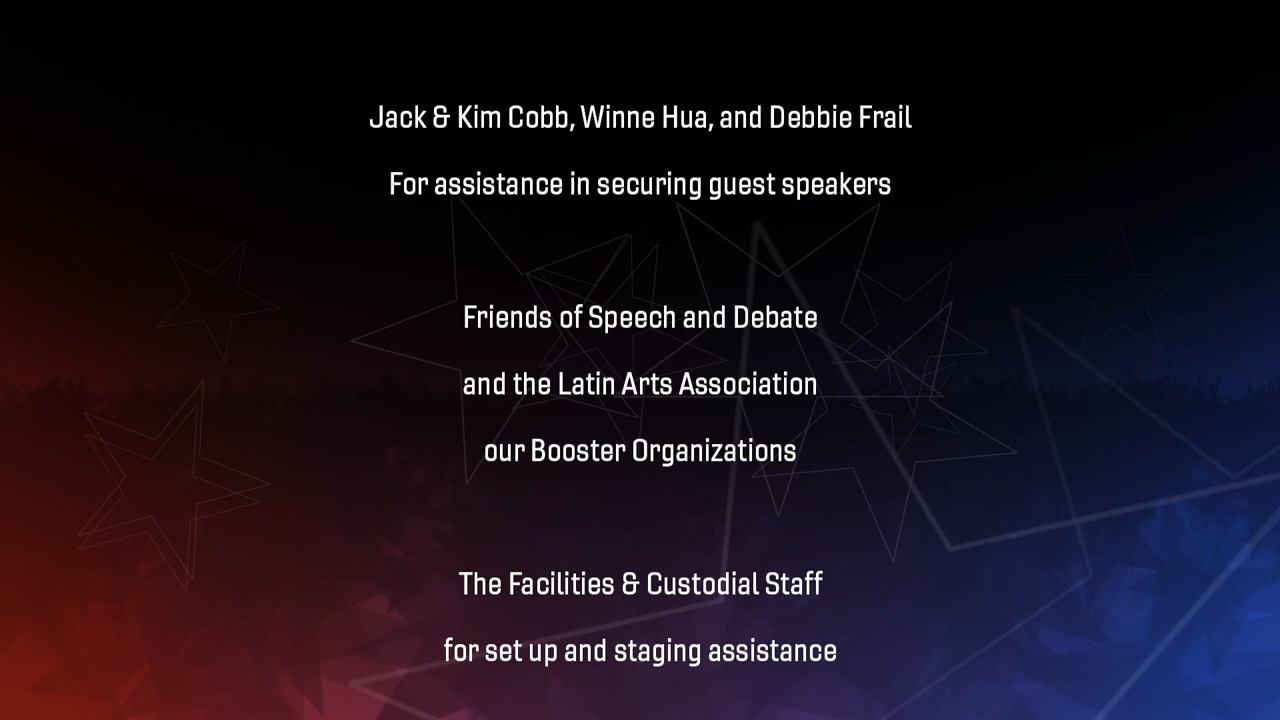 Jack & Kim Cobb, Winne Hua, and Debbie Frail
For assistance in securing guest speakers
Friends of Speech and Debate
and the Latin Arts Association
our Booster Organizations
The Facilities & Custodial Staff
for set up and staging assistance